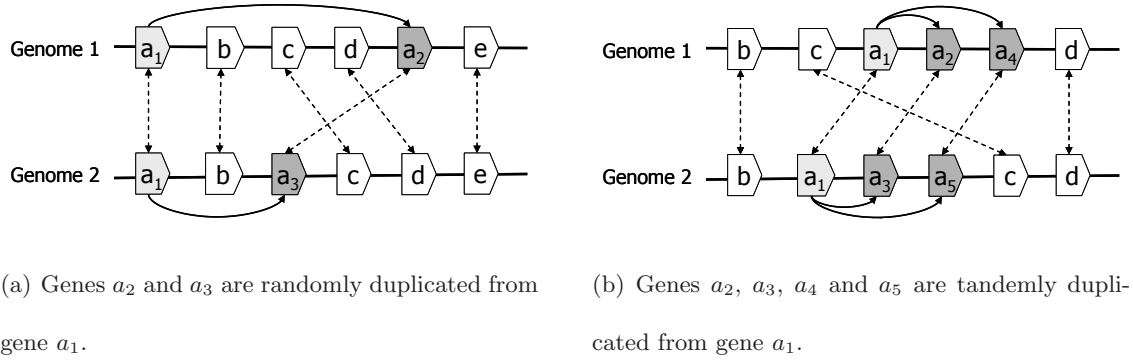 Genome 1 a₁ b c d a₂ e
Genome 2 a₁ b a₃ c d e
(a) Genes a₂ and a₃ are randomly duplicated from
gene a₁.
Genome 1 b c a₁ a₂ a₄ d
Genome 2 b a₁ a₃ a₅ c d
(b) Genes a₂, a₃, a₄ and a₅ are tandemly dupli-
cated from gene a₁.